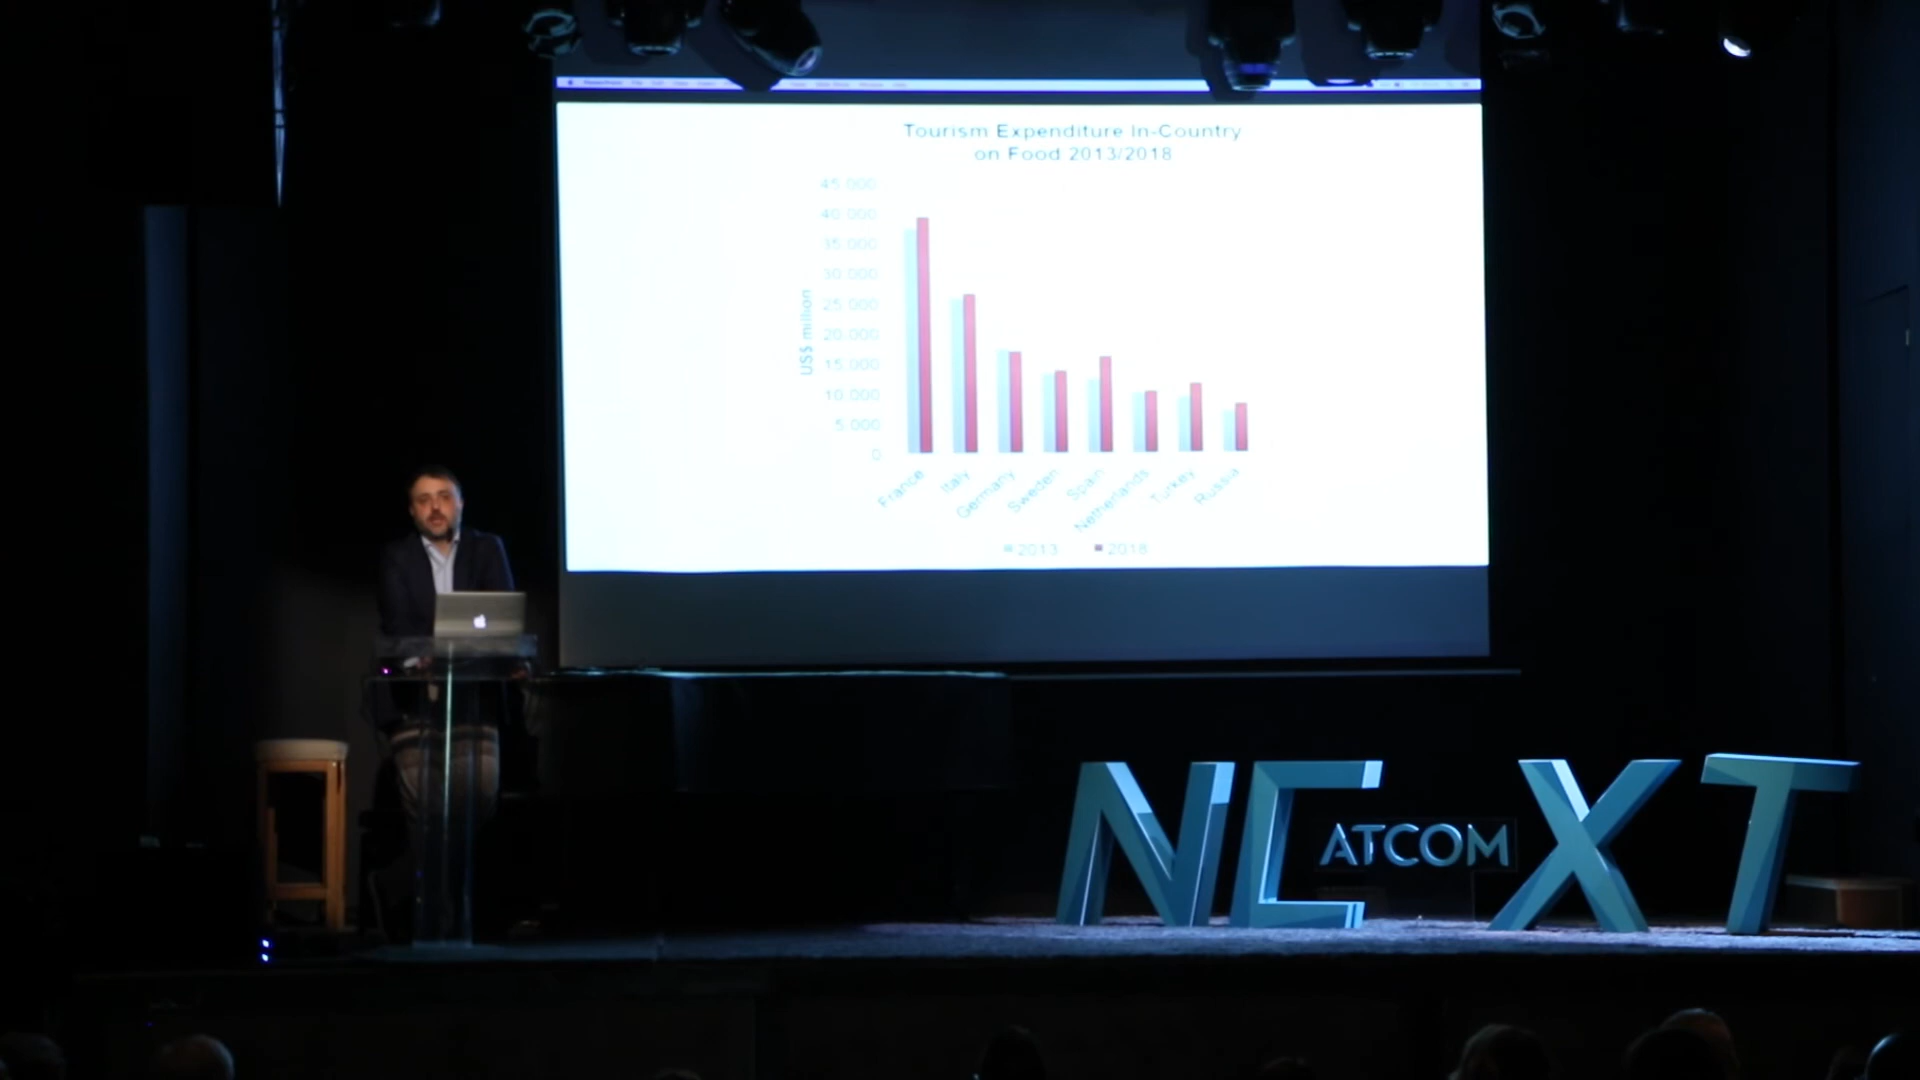 Tourism Expenditure In-Country
on Food 2013/2018
45.000
40.000
35.000
30.000
25.000
20.000
15.000
10.000
5.000
0
US$ million
France
Italy
Germany
Sweden
Spain
Netherlands
Turkey
Russia
2013
2018
NEXT
ATCOM